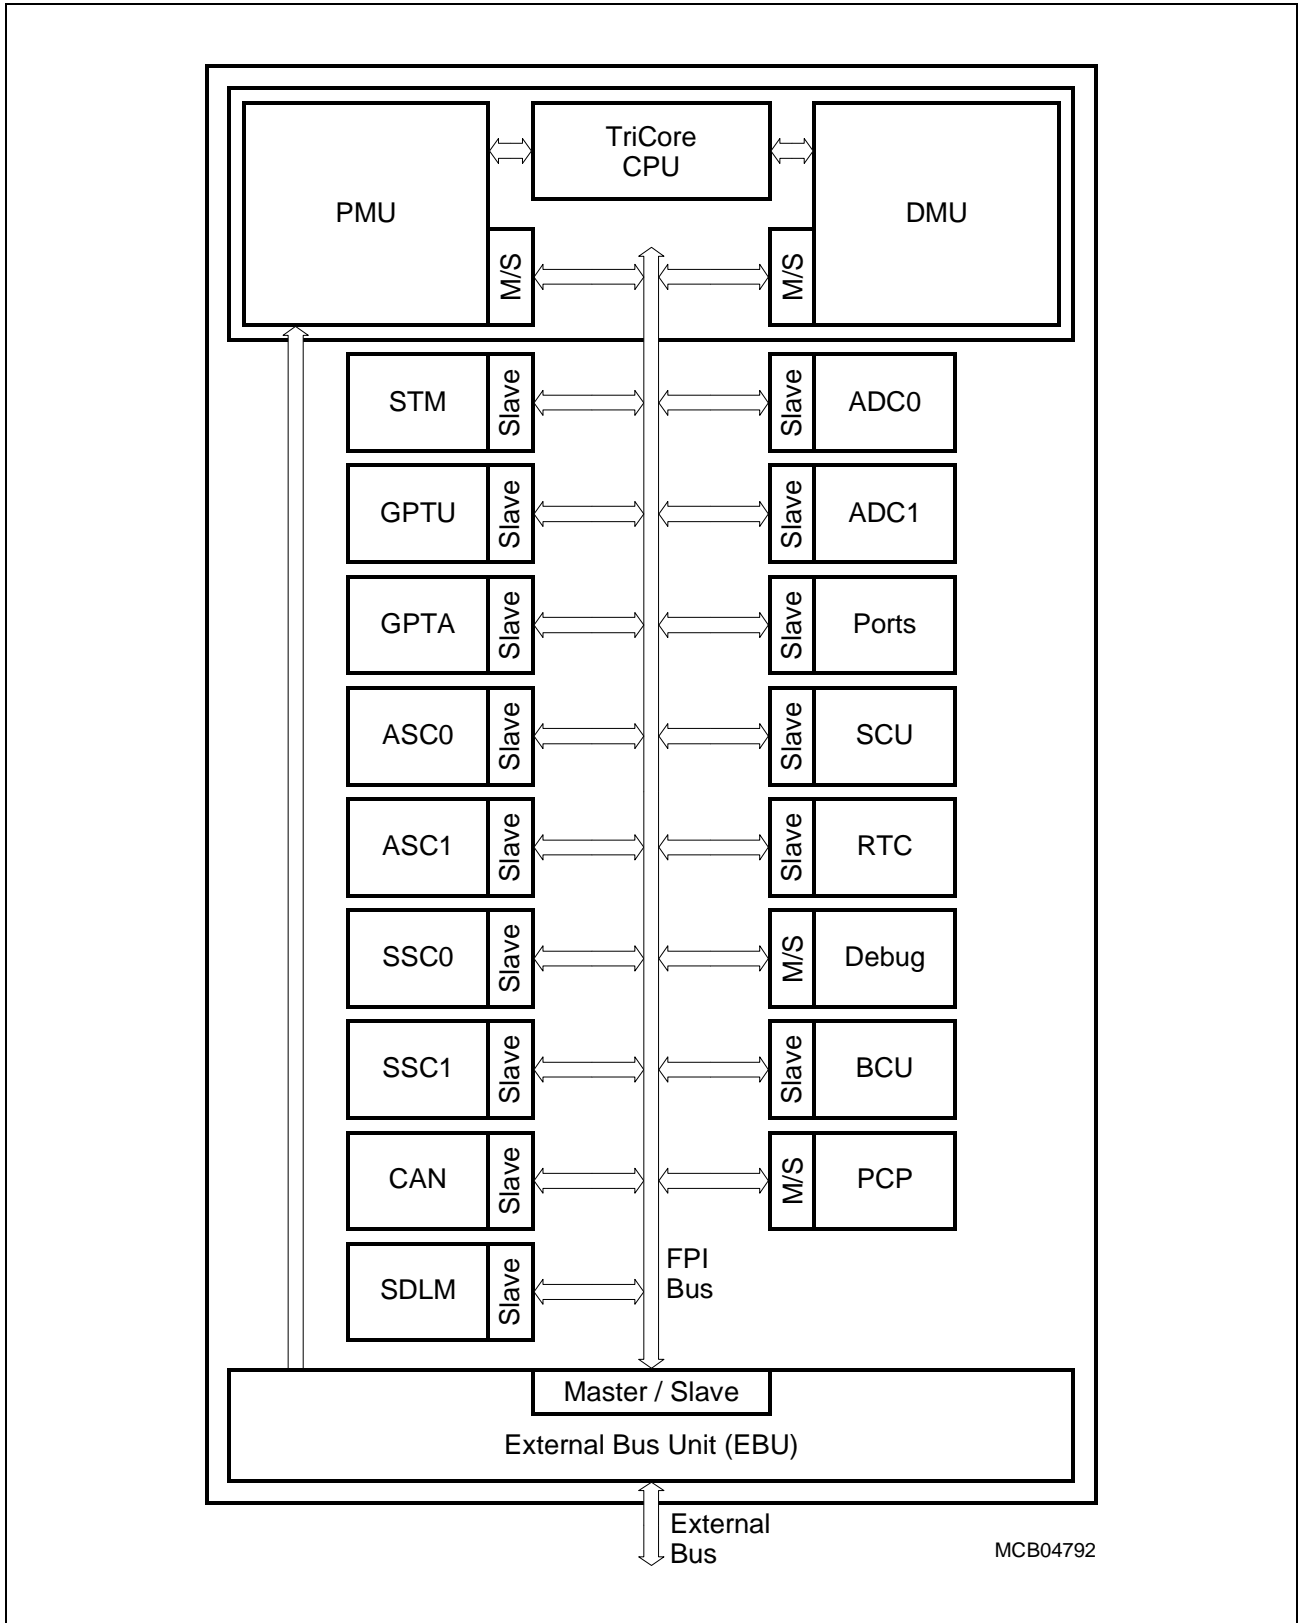 TriCore
CPU
PMU
DMU
M/S
M/S
STM
Slave
Slave
ADC0
GPTU
Slave
Slave
ADC1
GPTA
Slave
Slave
Ports
ASC0
Slave
Slave
SCU
ASC1
Slave
Slave
RTC
SSC0
Slave
M/S
Debug
SSC1
Slave
Slave
BCU
CAN
Slave
M/S
PCP
SDLM
Slave
FPI
Bus
Master / Slave
External Bus Unit (EBU)
External
Bus
MCB04792